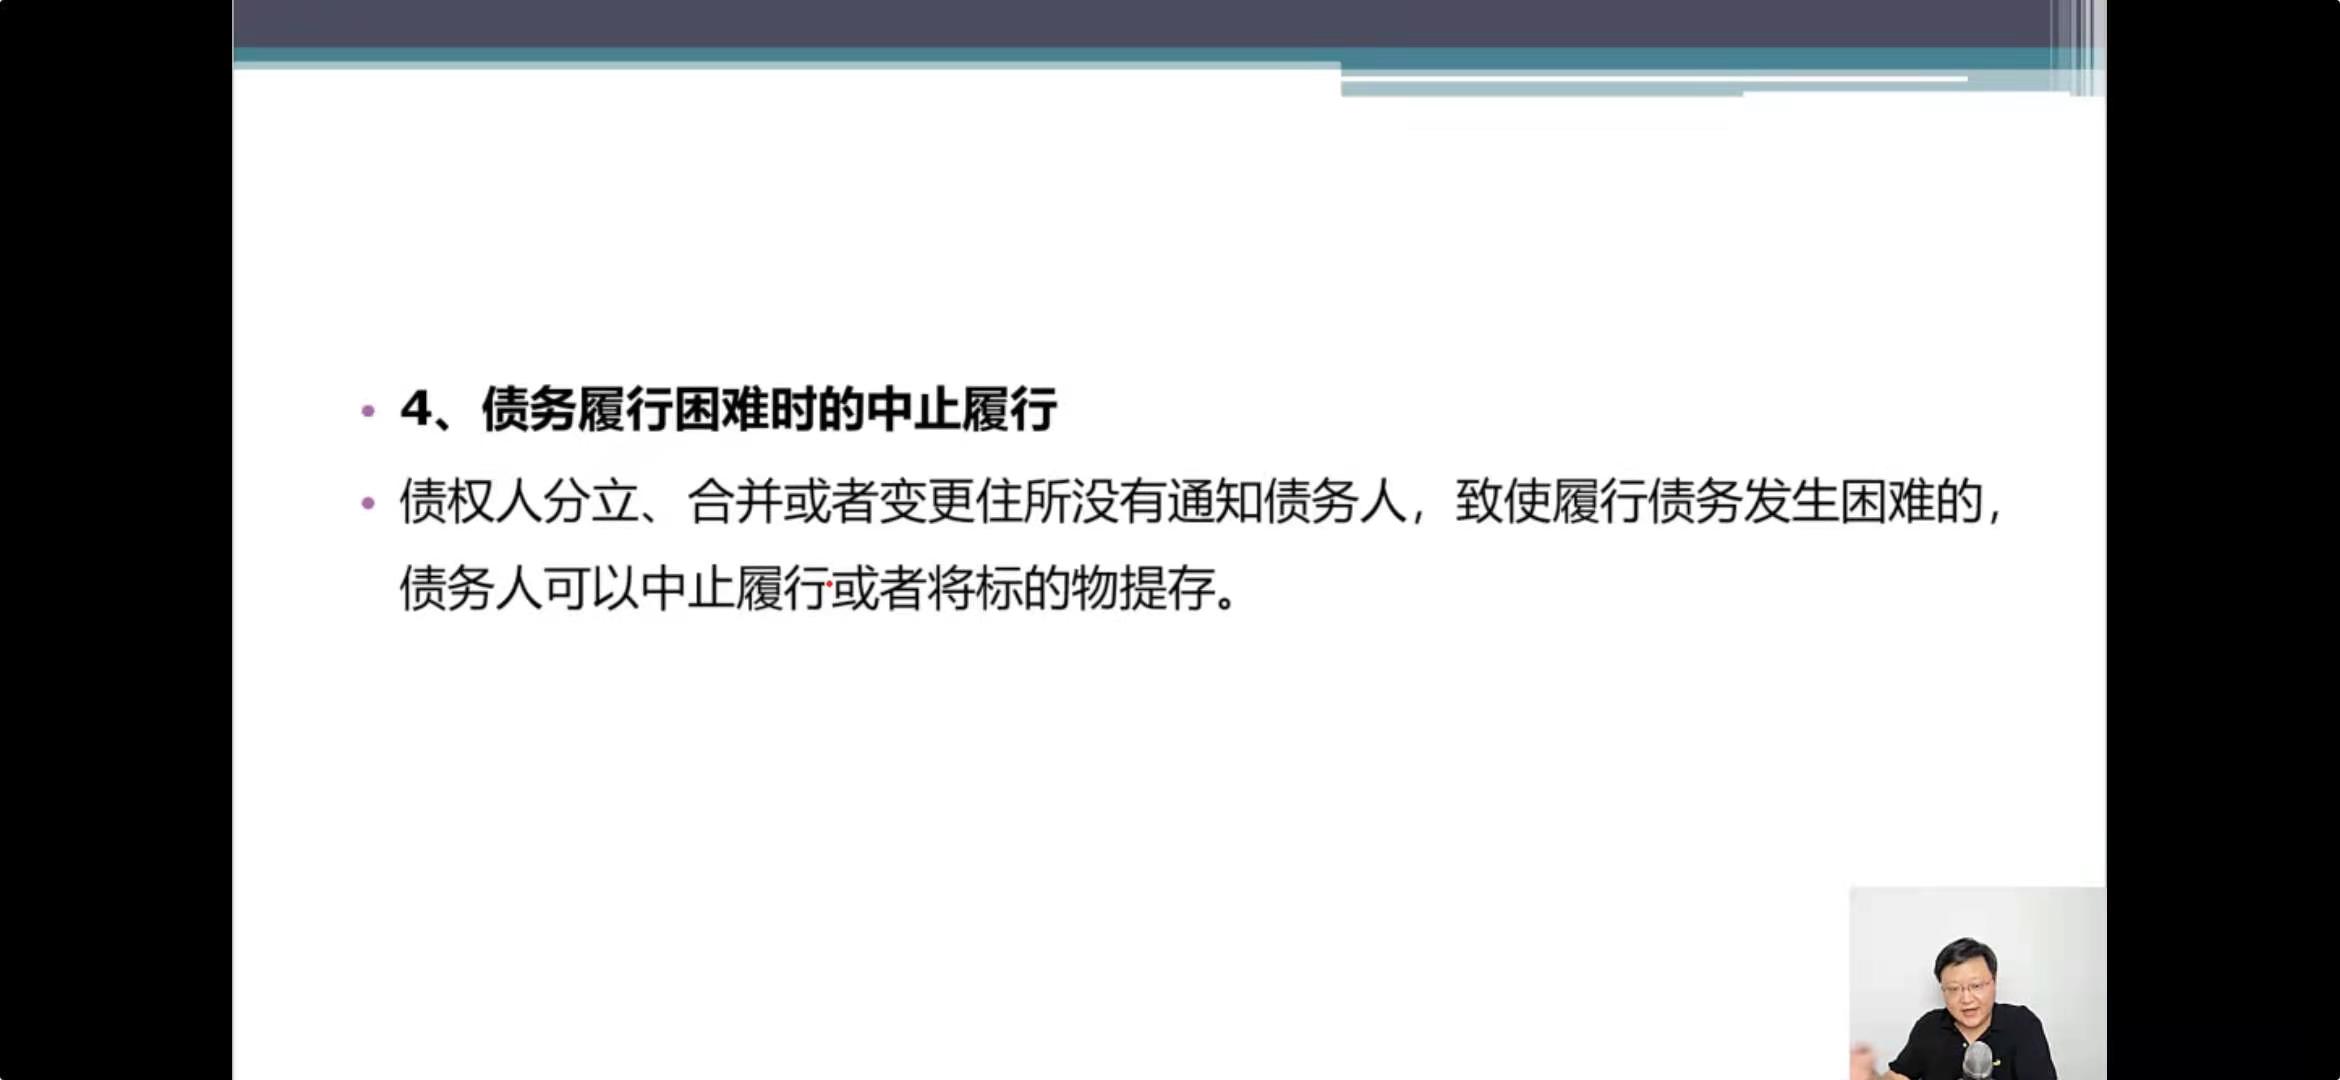 4、债务履行困难时的中止履行
债权人分立、合并或者变更住所没有通知债务人，致使履行债务发生困难的，
债务人可以中止履行或者将标的物提存。